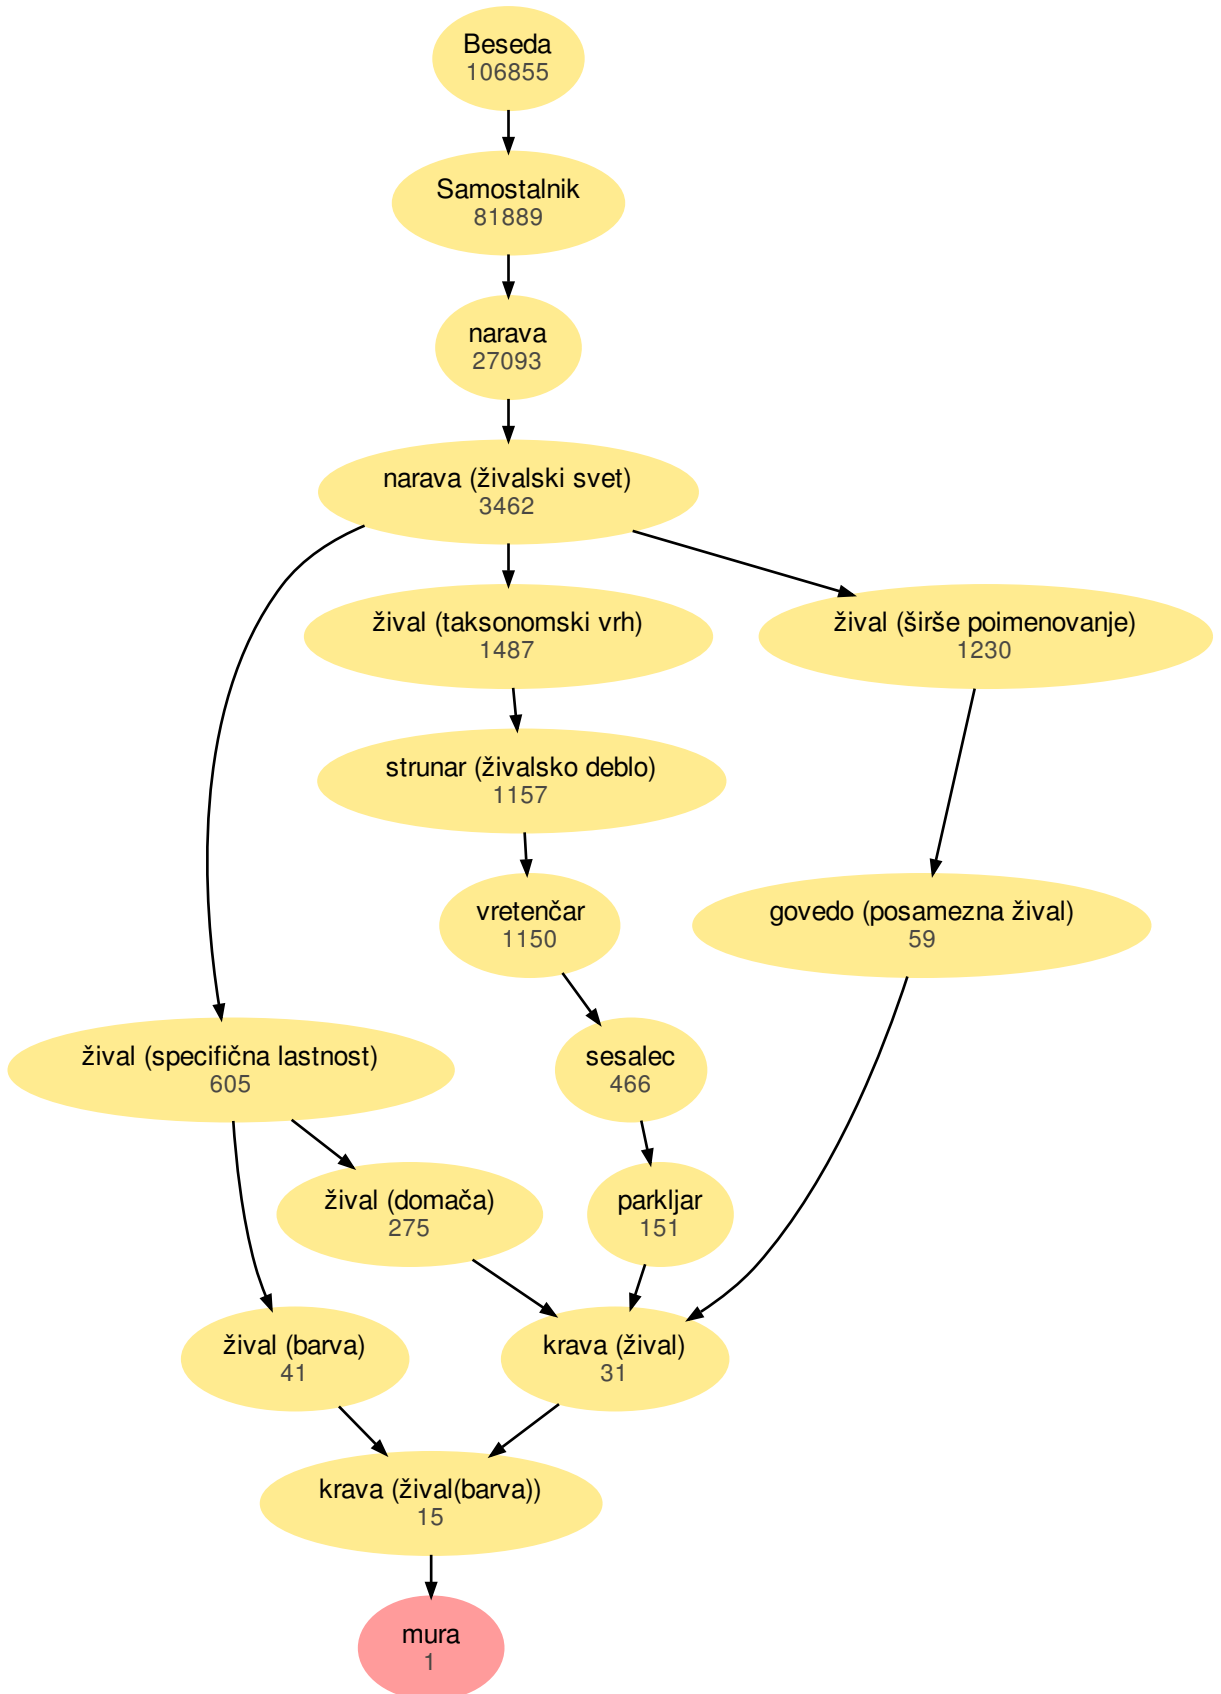 Beseda
106855
Samostalnik
81889
narava
27093
narava (živalski svet)
3462
žival (taksonomski vrh)
1487
žival (širše poimenovanje)
1230
strunar (živalsko deblo)
1157
vretenčar
1150
govedo (posamezna žival)
59
žival (specifična lastnost)
605
sesalec
466
žival (domača)
275
parkljar
151
žival (barva)
41
krava (žival)
31
krava (žival(barva))
15
mura
1